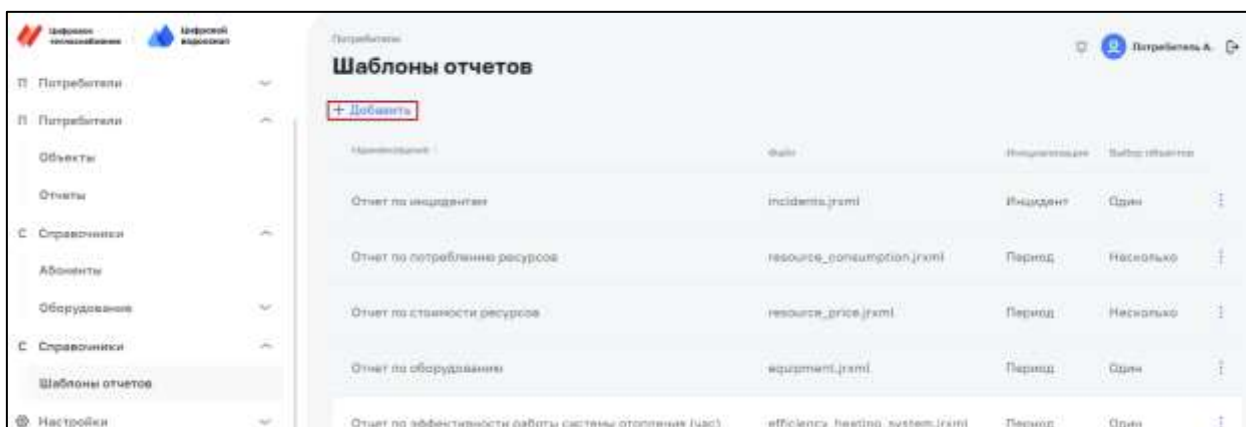 Цифровое
теплоснабжение
Цифровой
водоканал
П Потребители
П Потребители
Объекты
Отчеты
С Справочники
Абоненты
Оборудование
С Справочники
Шаблоны отчетов
Настройки
Потребители
Потребитель А.
Шаблоны отчетов
+ Добавить
Наименование Файл Инициализация Выбор объектов
Отчет по инцидентам incidents.jrxml Инцидент Один
Отчет по потреблению ресурсов resource_consumption.jrxml Период Несколько
Отчет по стоимости ресурсов resource_price.jrxml Период Несколько
Отчет по оборудованию equipment.jrxml Период Один
Отчет по эффективности работы системы отопления (час) efficiency_heating_system.jrxml Период Один